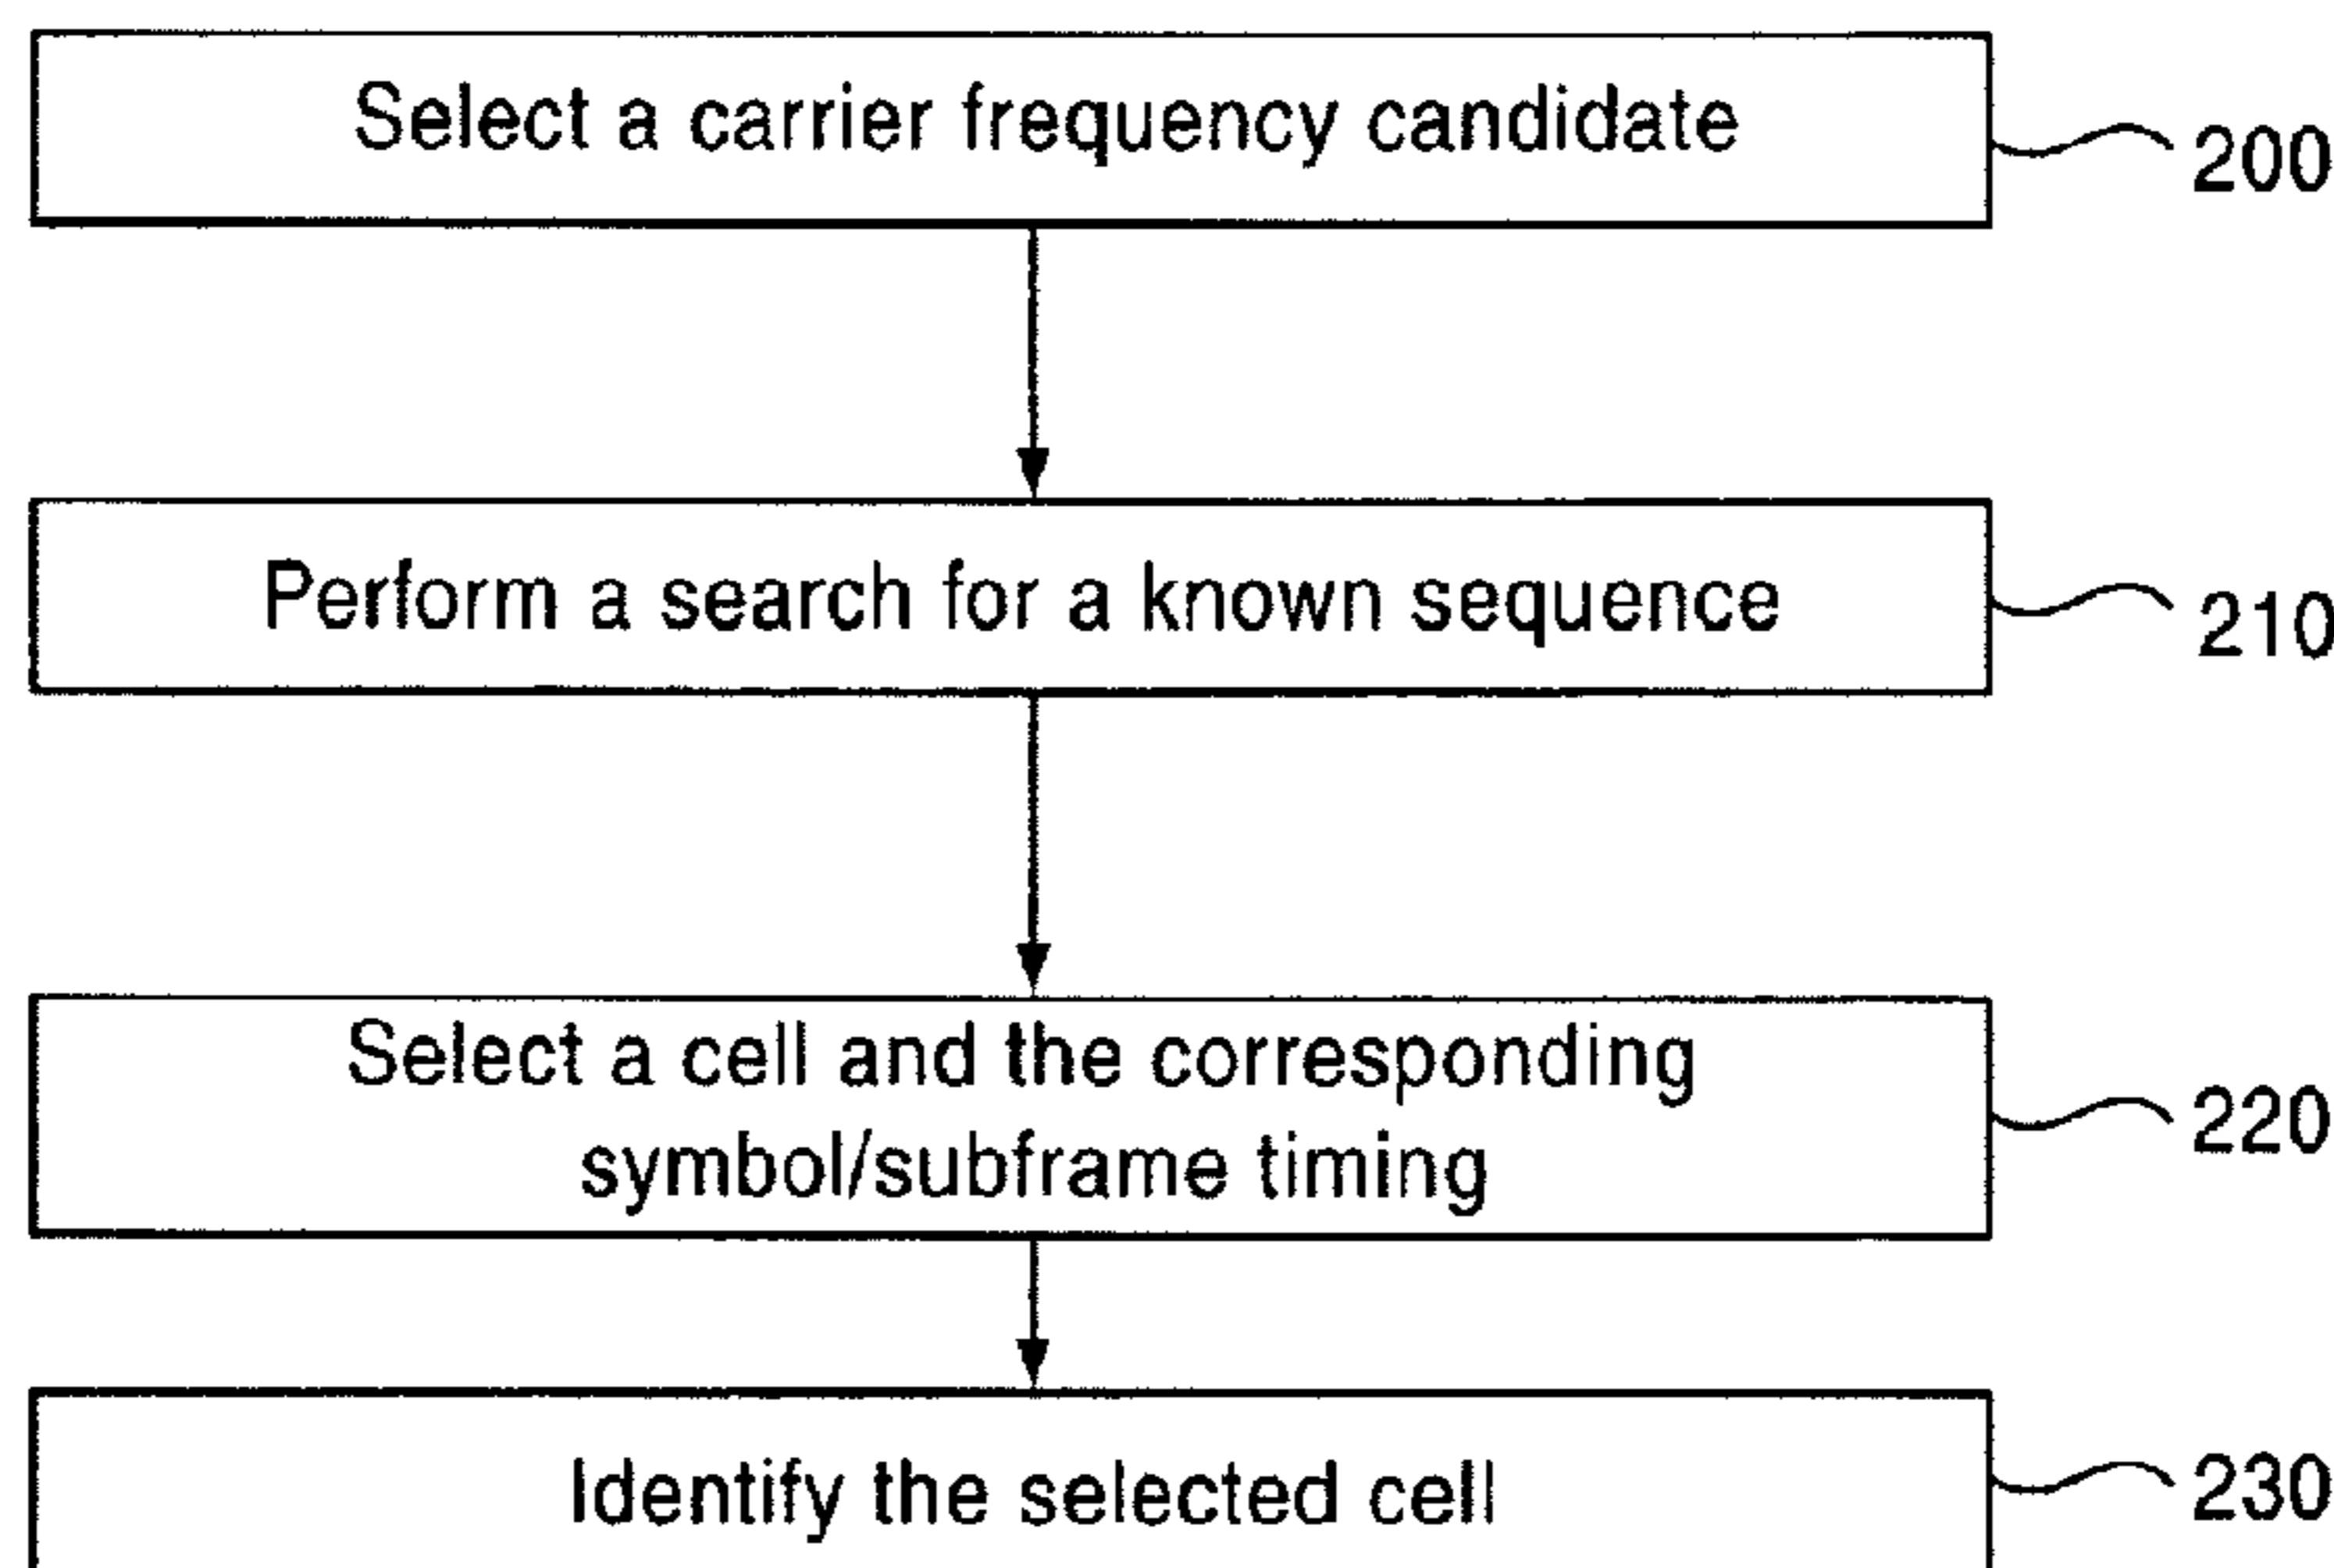 Select a carrier frequency candidate
200
Perform a search for a known sequence
210
Select a cell and the corresponding
symbol/subframe timing
220
Identify the selected cell
230